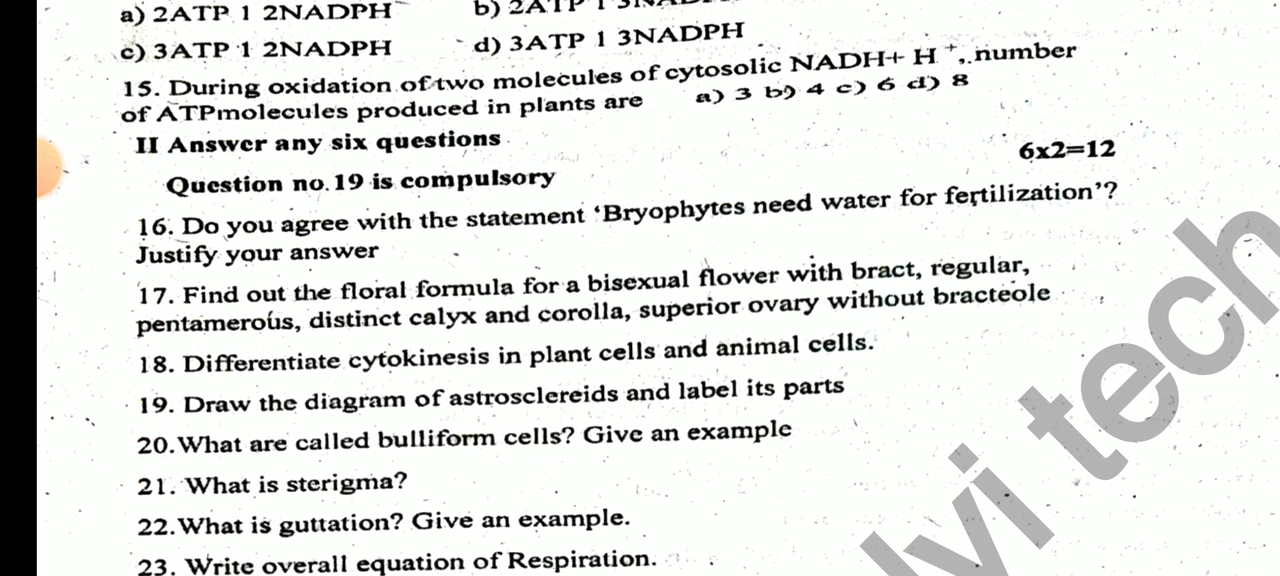 a) 2ATP 1 2NADPH b) 2ATP 1
c) 3ATP 1 2NADPH d) 3ATP 1 3NADPH
15. During oxidation of two molecules of cytosolic NADH+ H +, number
of ATPmolecules produced in plants are a) 3 b) 4 c) 6 d) 8
II Answer any six questions
6x2=12
Question no. 19 is compulsory
16. Do you agree with the statement ‘Bryophytes need water for fertilization’?
Justify your answer
17. Find out the floral formula for a bisexual flower with bract, regular,
pentamerous, distinct calyx and corolla, superior ovary without bracteole
18. Differentiate cytokinesis in plant cells and animal cells.
19. Draw the diagram of astrosclereids and label its parts
20. What are called bulliform cells? Give an example
21. What is sterigma?
22. What is guttation? Give an example.
23. Write overall equation of Respiration.
lvi tech